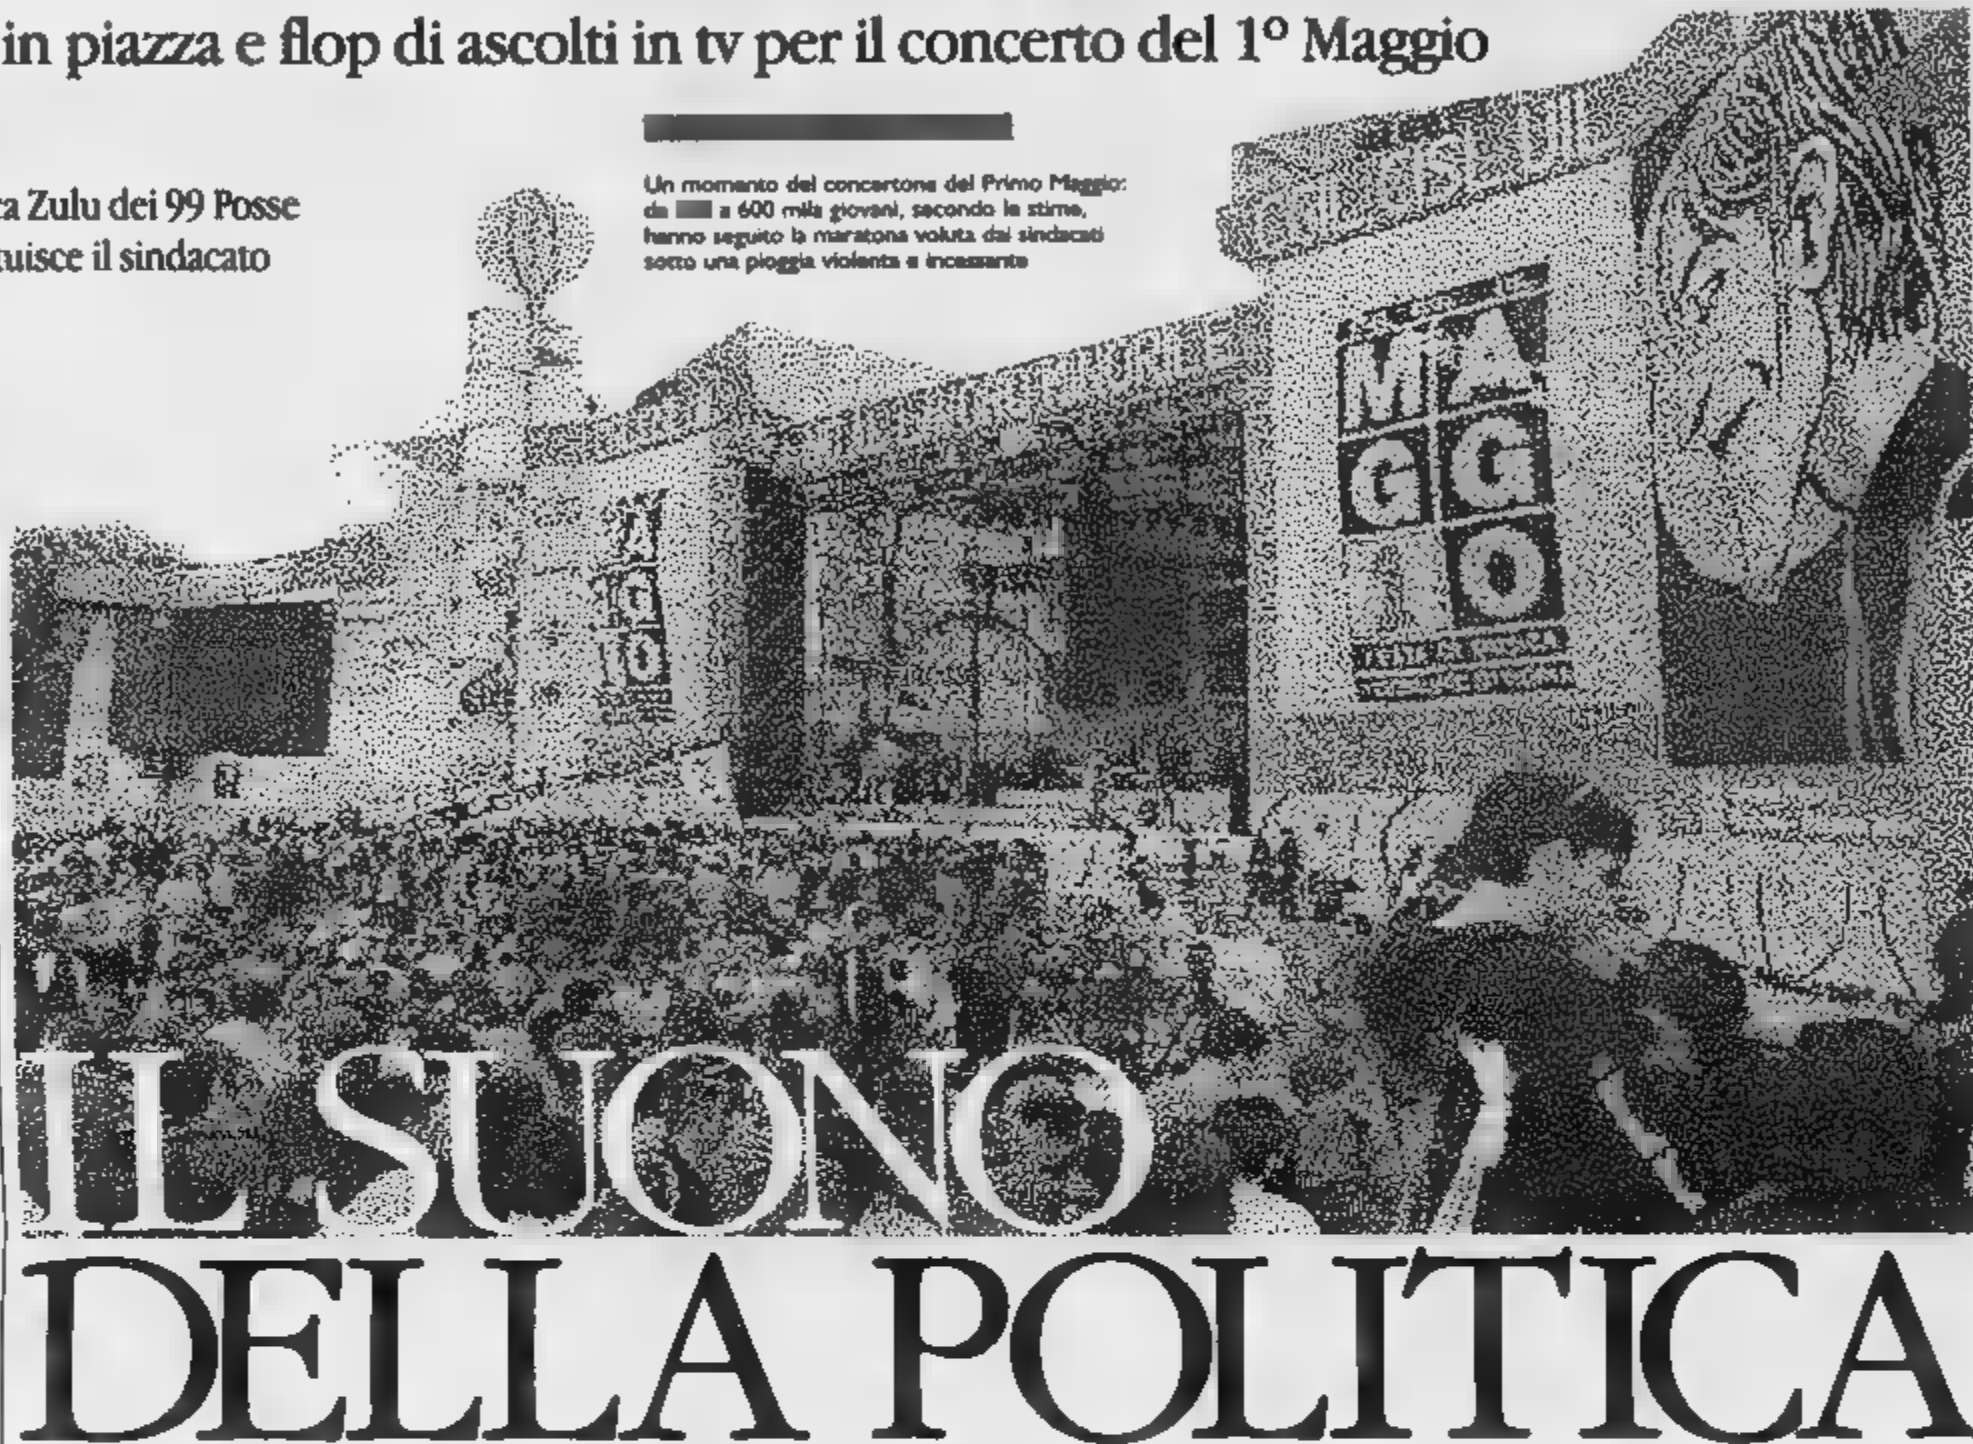 in piazza e flop di ascolti in tv per il concerto del 1º Maggio
Zulu dei 99 Posse
il sindacato
Un momento del concertone del Primo Maggio:
da a 600 mila giovani, secondo le stime,
hanno seguito la maratona voluta dai sindacati
sotto una pioggia violenta e incessante
MA
GG
IO
IL SUONO
DELLA POLITICA